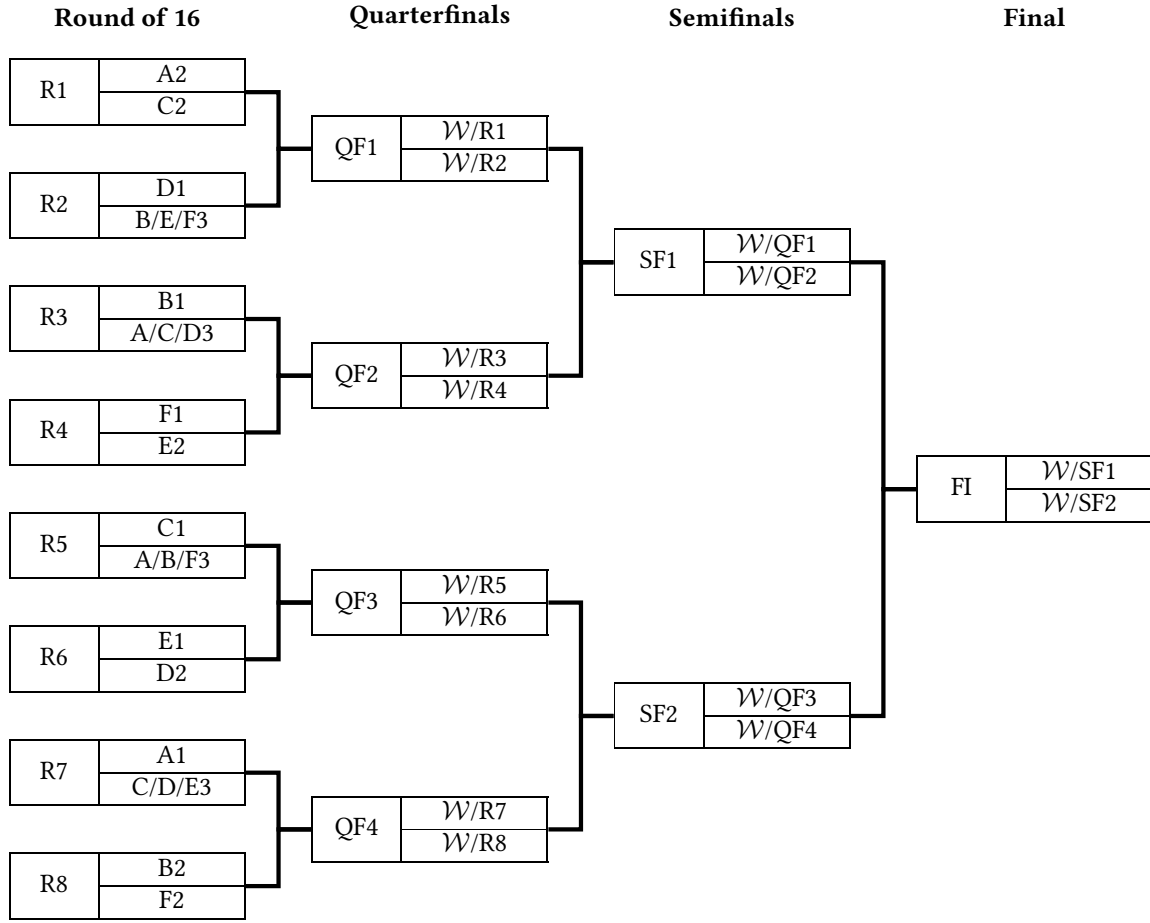 Round of 16 Quarterfinals Semifinals Final
R1 A2
C2
QF1 𝒲/R1
𝒲/R2
R2 D1
B/E/F3
SF1 𝒲/QF1
𝒲/QF2
R3 B1
A/C/D3
QF2 𝒲/R3
𝒲/R4
R4 F1
E2
FI 𝒲/SF1
𝒲/SF2
R5 C1
A/B/F3
QF3 𝒲/R5
𝒲/R6
R6 E1
D2
SF2 𝒲/QF3
𝒲/QF4
R7 A1
C/D/E3
QF4 𝒲/R7
𝒲/R8
R8 B2
F2